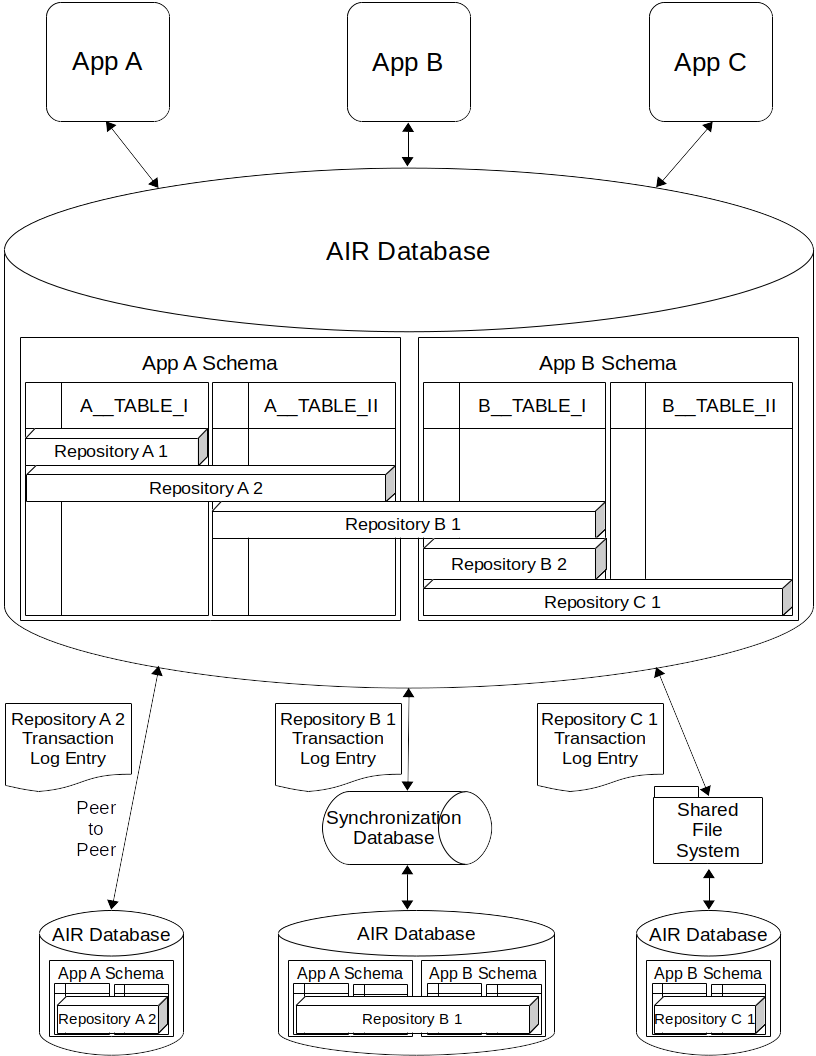 App A
App B
App C
AIR Database
App A Schema
App B Schema
A__TABLE_I
A__TABLE_II
B__TABLE_I
B__TABLE_II
Repository A 1
Repository A 2
Repository B 1
Repository B 2
Repository C 1
Repository A 2
Transaction
Log Entry
Repository B 1
Transaction
Log Entry
Repository C 1
Transaction
Log Entry
Peer
to
Peer
Synchronization
Database
Shared
File
System
AIR Database
App A Schema
Repository A 2
AIR Database
App A Schema
App B Schema
Repository B 1
AIR Database
App B Schema
Repository C 1